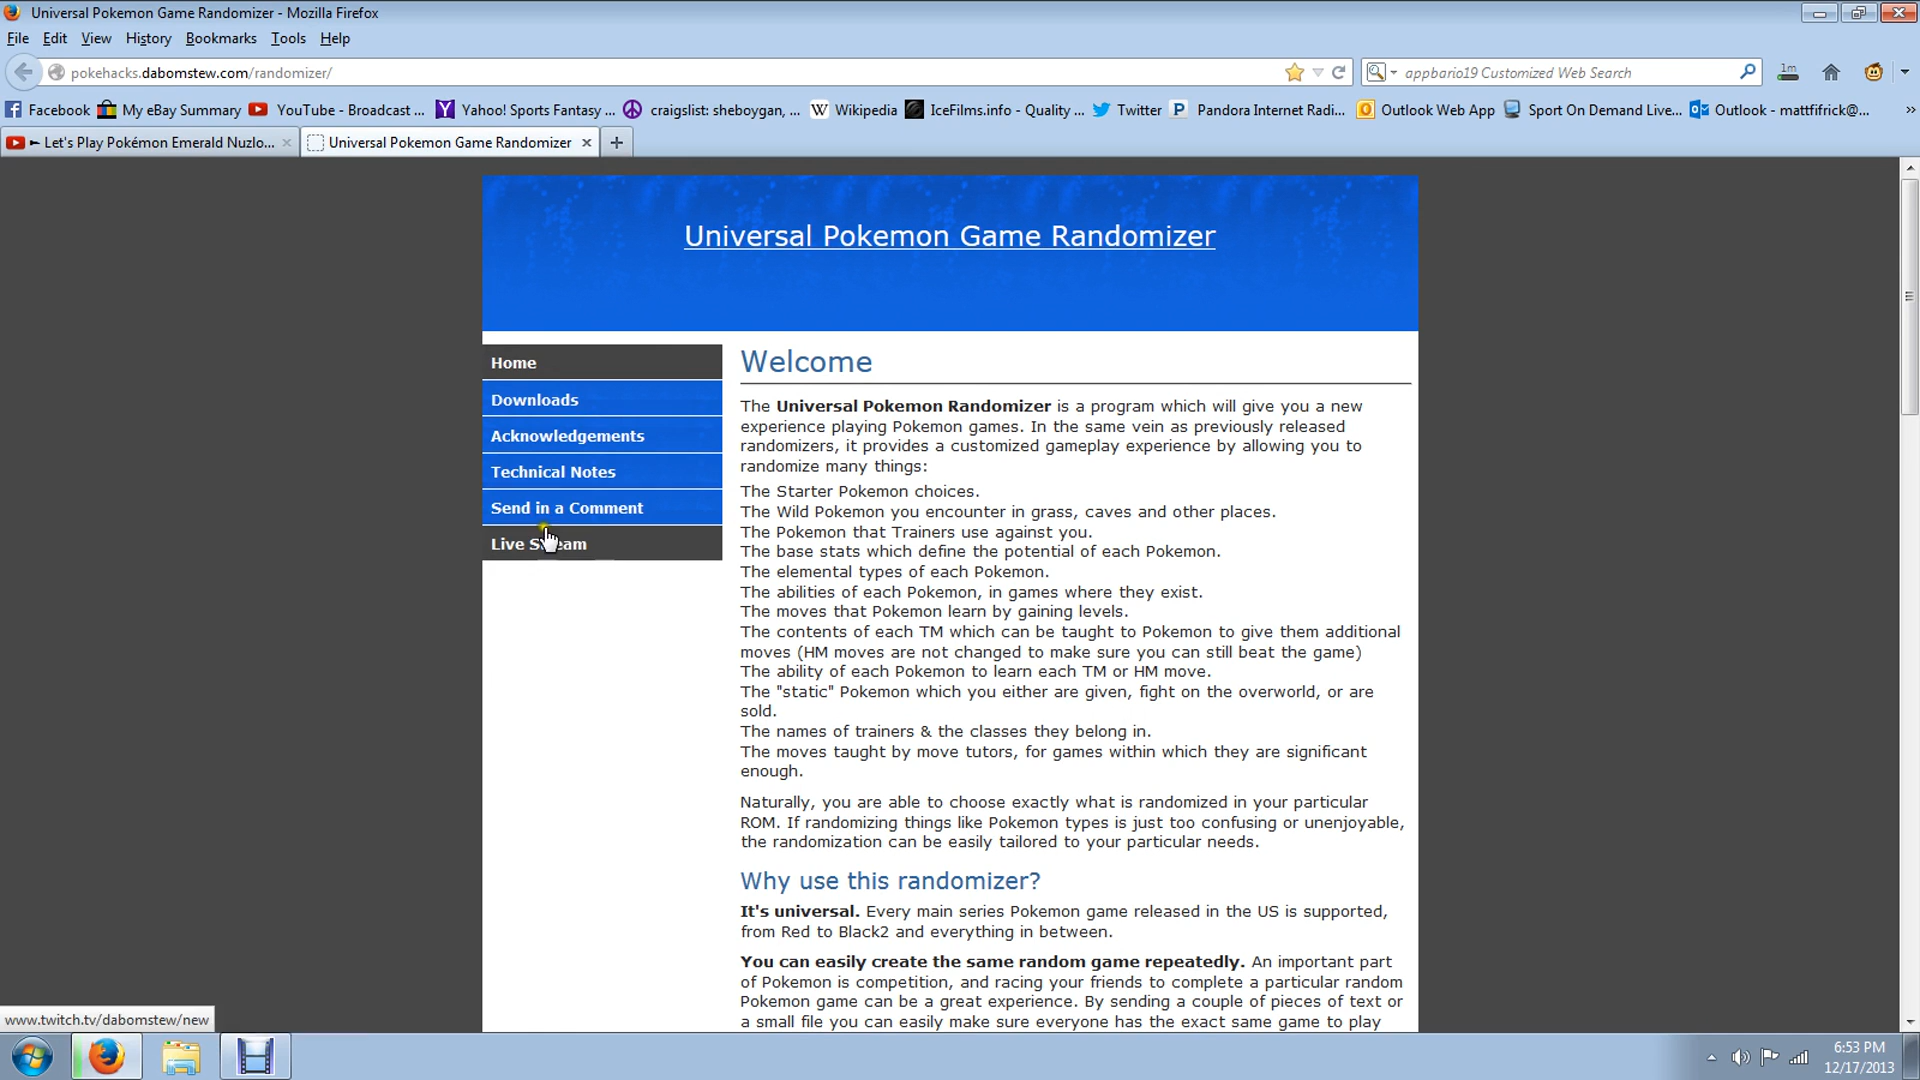 Universal Pokemon Game Randomizer - Mozilla Firefox
File Edit View History Bookmarks Tools Help
pokehacks.dabomstew.com/randomizer/
appbario19 Customized Web Search
1m
Facebook My eBay Summary YouTube - Broadcast ... Yahoo! Sports Fantasy ... craigslist: sheboygan, ... Wikipedia IceFilms.info - Quality ... Twitter Pandora Internet Radi... Outlook Web App Sport On Demand Live... Outlook - mattfifrick@... »
Let's Play Pokémon Emerald Nuzlo... Universal Pokemon Game Randomizer
Universal Pokemon Game Randomizer
Home
Downloads
Acknowledgements
Technical Notes
Send in a Comment
Live Stream
Welcome
The Universal Pokemon Randomizer is a program which will give you a new
experience playing Pokemon games. In the same vein as previously released
randomizers, it provides a customized gameplay experience by allowing you to
randomize many things:
The Starter Pokemon choices.
The Wild Pokemon you encounter in grass, caves and other places.
The Pokemon that Trainers use against you.
The base stats which define the potential of each Pokemon.
The elemental types of each Pokemon.
The abilities of each Pokemon, in games where they exist.
The moves that Pokemon learn by gaining levels.
The contents of each TM which can be taught to Pokemon to give them additional
moves (HM moves are not changed to make sure you can still beat the game)
The ability of each Pokemon to learn each TM or HM move.
The "static" Pokemon which you either are given, fight on the overworld, or are
sold.
The names of trainers & the classes they belong in.
The moves taught by move tutors, for games within which they are significant
enough.
Naturally, you are able to choose exactly what is randomized in your particular
ROM. If randomizing things like Pokemon types is just too confusing or unenjoyable,
the randomization can be easily tailored to your particular needs.
Why use this randomizer?
It's universal. Every main series Pokemon game released in the US is supported,
from Red to Black2 and everything in between.
You can easily create the same random game repeatedly. An important part
of Pokemon is competition, and racing your friends to complete a particular random
Pokemon game can be a great experience. By sending a couple of pieces of text or
a small file you can easily make sure everyone has the exact same game to play
www.twitch.tv/dabomstew/new
6:53 PM
12/17/2013